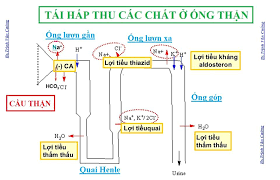 TÁI HẤP THU CÁC CHẤT Ở ỐNG THẬN
Ống lượn gần
Ống lượn xa
Na⁺
H⁺
Cl⁻
Na⁺
Na⁺
K⁺
H⁺
(-) CA
Lợi tiểu thiazid
Lợi tiểu kháng
aldosteron
HCO₃⁻
Cl⁻
CẦU THẬN
Ống góp
Na⁺, K⁺/2Cl⁻
Lợi tiểu quai
H₂O
H₂O
Lợi tiểu
thẩm thấu
Lợi tiểu
thẩm thấu
Quai Henle
Urine